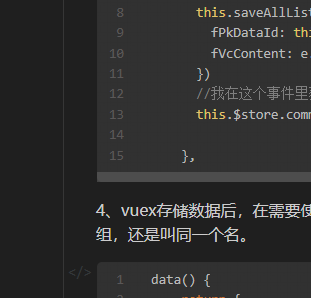 8 this.saveAllList
9 fPkDataId: thi
10 fVcContent: e
11 })
12 //我在这个事件里
13 this.$store.comm
14
15 },
4、vuex存储数据后，在需要使
组，还是叫同一个名。
</>
1 data() {
return {